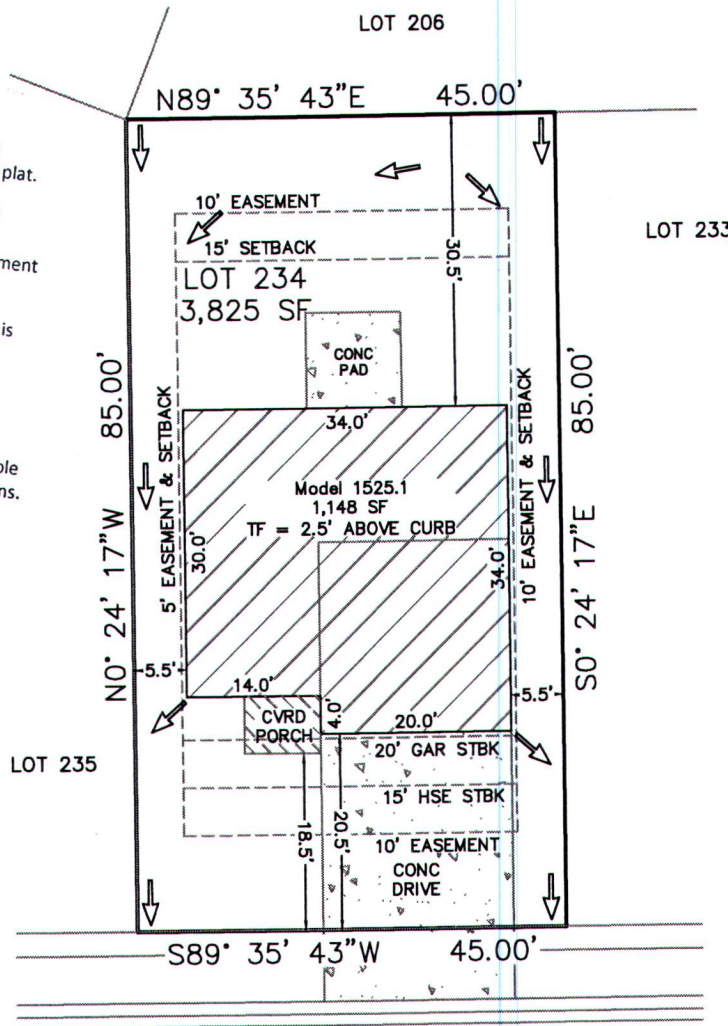 LOT 206
N89° 35' 43"E 45.00'
plat.
10' EASEMENT
15' SETBACK
30.5'
LOT 233
ment
LOT 234
3,825 SF
is
CONC
PAD
85.00'
85.00'
34.0'
ole
ns.
Model 1525.1
1,148 SF
TF = 2.5' ABOVE CURB
5' EASEMENT & SETBACK
10' EASEMENT & SETBACK
30.0'
34.0'
N0° 24' 17"W
S0° 24' 17"E
5.5'
14.0'
5.5'
CVRD
PORCH
4.0'
20.0'
LOT 235
20' GAR STBK
15' HSE STBK
18.5'
20.5'
10' EASEMENT
CONC
DRIVE
S89° 35' 43"W 45.00'